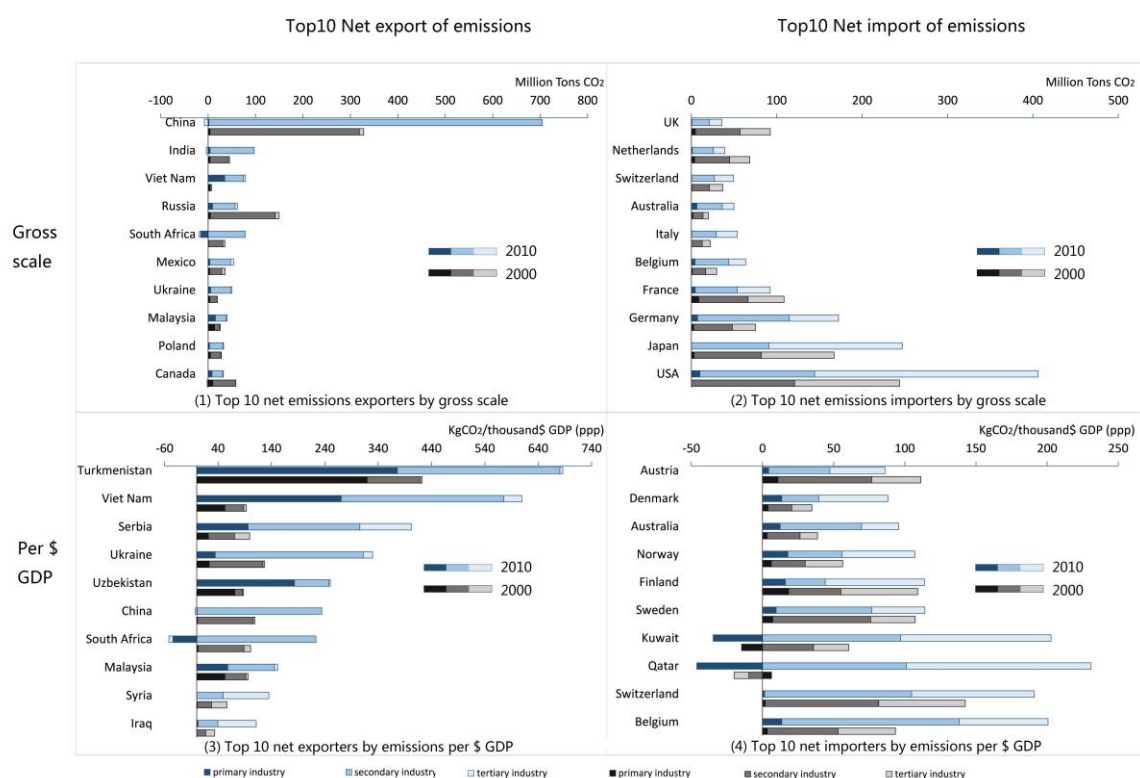 Top10 Net export of emissions
Top10 Net import of emissions
Gross scale
Million Tons CO₂
-100 0 100 200 300 400 500 600 700 800
China
India
Viet Nam
Russia
South Africa
Mexico
Ukraine
Malaysia
Poland
Canada
2010
2000
(1) Top 10 net emissions exporters by gross scale
Million Tons CO₂
0 100 200 300 400 500
UK
Netherlands
Switzerland
Australia
Italy
Belgium
France
Germany
Japan
USA
2010
2000
(2) Top 10 net emissions importers by gross scale
Per $ GDP
KgCO₂/thousand$ GDP (ppp)
-60 40 140 240 340 440 540 640 740
Turkmenistan
Viet Nam
Serbia
Ukraine
Uzbekistan
China
South Africa
Malaysia
Syria
Iraq
2010
2000
(3) Top 10 net exporters by emissions per $ GDP
KgCO₂/thousand$ GDP (ppp)
-50 0 50 100 150 200 250
Austria
Denmark
Australia
Norway
Finland
Sweden
Kuwait
Qatar
Switzerland
Belgium
2010
2000
(4) Top 10 net importers by emissions per $ GDP
primary industry secondary industry tertiary industry primary industry secondary industry tertiary industry